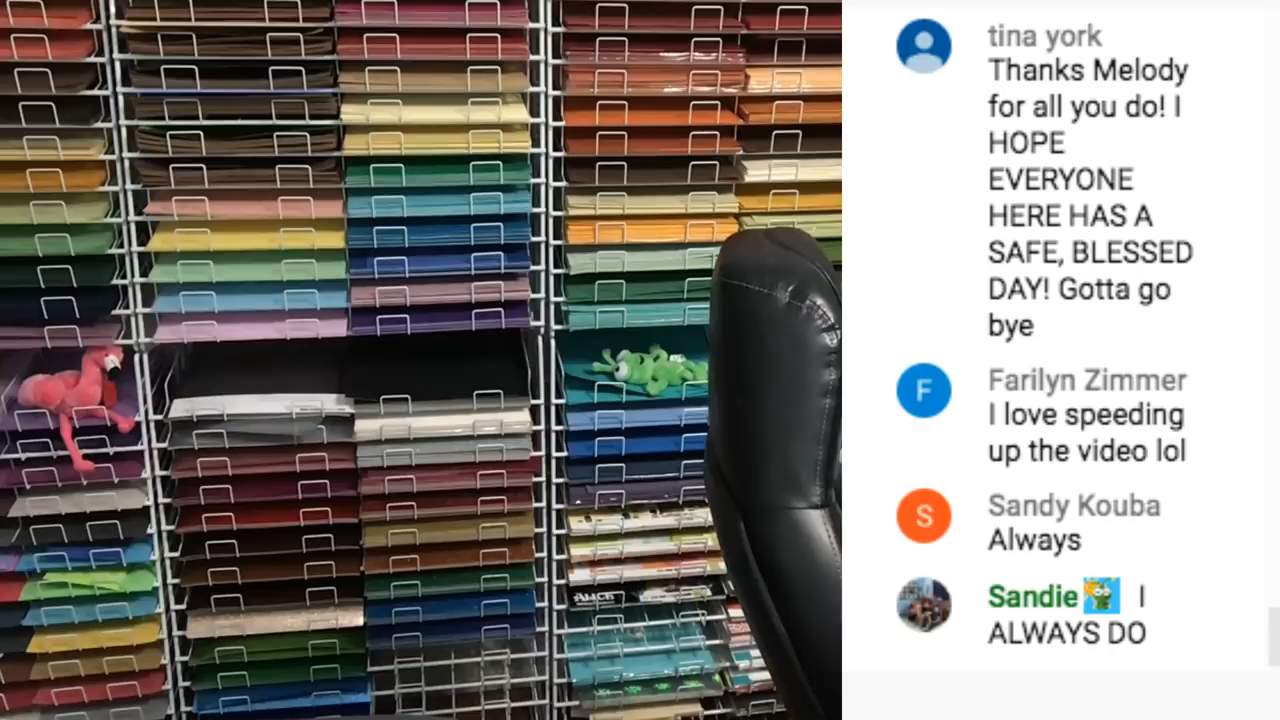 tina york
Thanks Melody
for all you do! I
HOPE
EVERYONE
HERE HAS A
SAFE, BLESSED
DAY! Gotta go
bye
F
Farilyn Zimmer
I love speeding
up the video lol
S
Sandy Kouba
Always
Sandie I
ALWAYS DO
ALICE